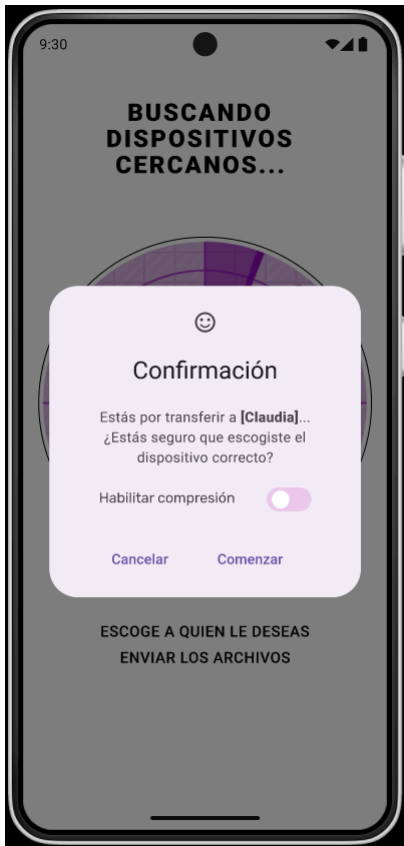 9:30
BUSCANDO
DISPOSITIVOS
CERCANOS...
Confirmación
Estás por transferir a [Claudia]...
¿Estás seguro que escogiste el
dispositivo correcto?
Habilitar compresión
Cancelar Comenzar
ESCOGE A QUIEN LE DESEAS
ENVIAR LOS ARCHIVOS